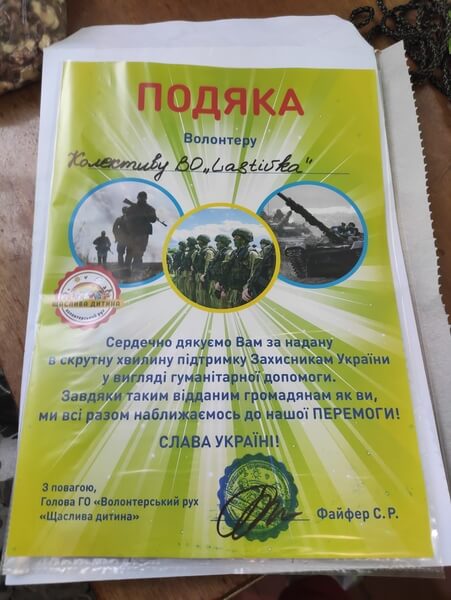 ПОДЯКА
Волонтеру
Колективу ВО „Lastivka"
ЩАСЛИВА ДИТИНА
волонтерський рух
Сердечно дякуємо Вам за надану
в скрутну хвилину підтримку Захисникам України
у вигляді гуманітарної допомоги.
Завдяки таким відданим громадянам як ви,
ми всі разом наближаємось до нашої ПЕРЕМОГИ!
СЛАВА УКРАЇНІ!
З повагою,
Голова ГО «Волонтерський рух
«Щаслива дитина»
Файфер С. Р.